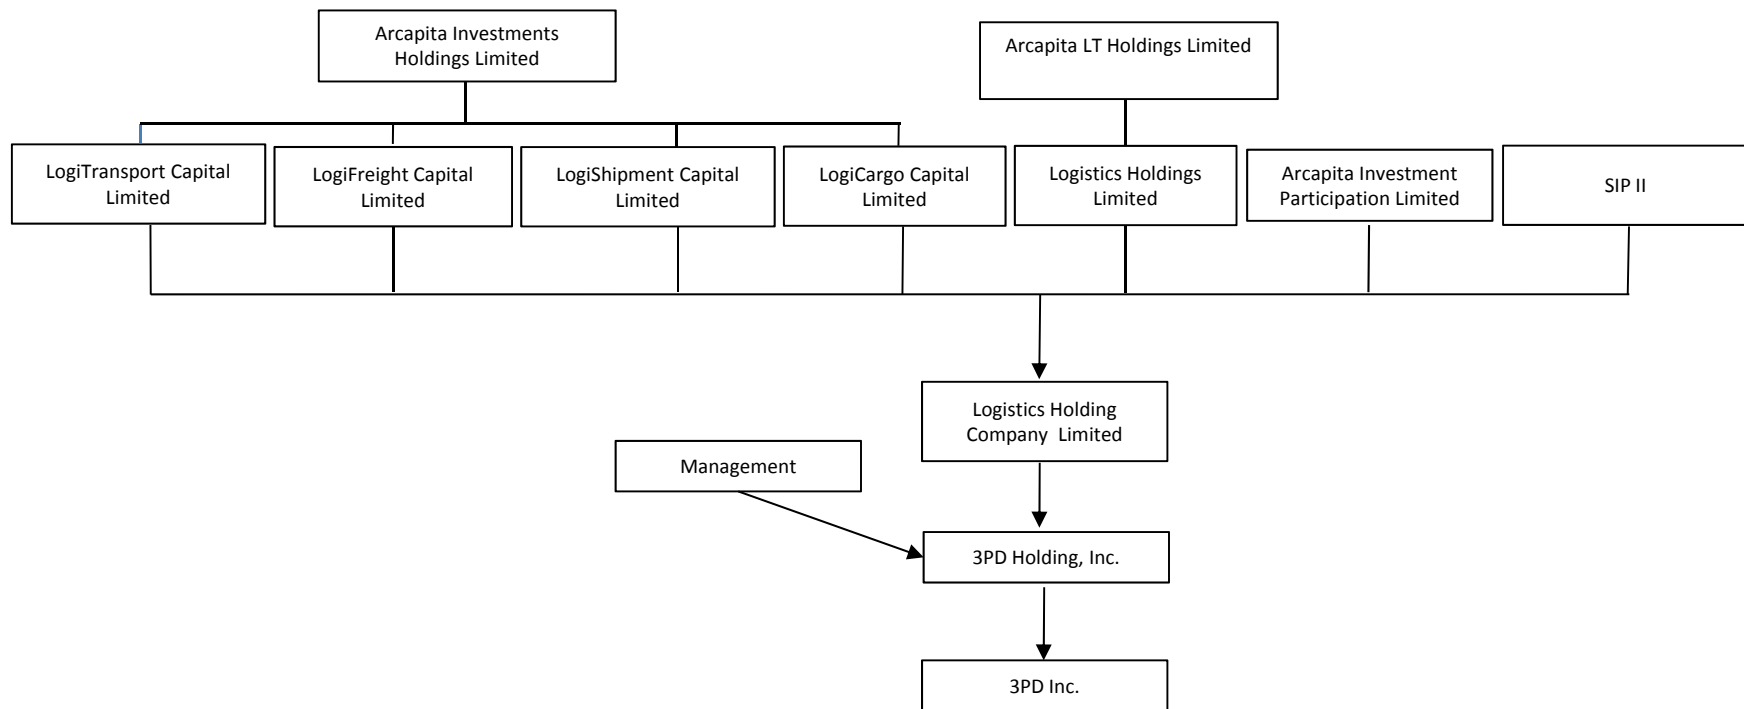 Arcapita Investments
Holdings Limited
Arcapita LT Holdings Limited
LogiTransport Capital
Limited
LogiFreight Capital
Limited
LogiShipment Capital
Limited
LogiCargo Capital
Limited
Logistics Holdings
Limited
Arcapita Investment
Participation Limited
SIP II
Logistics Holding
Company  Limited
Management
3PD Holding, Inc.
3PD Inc.